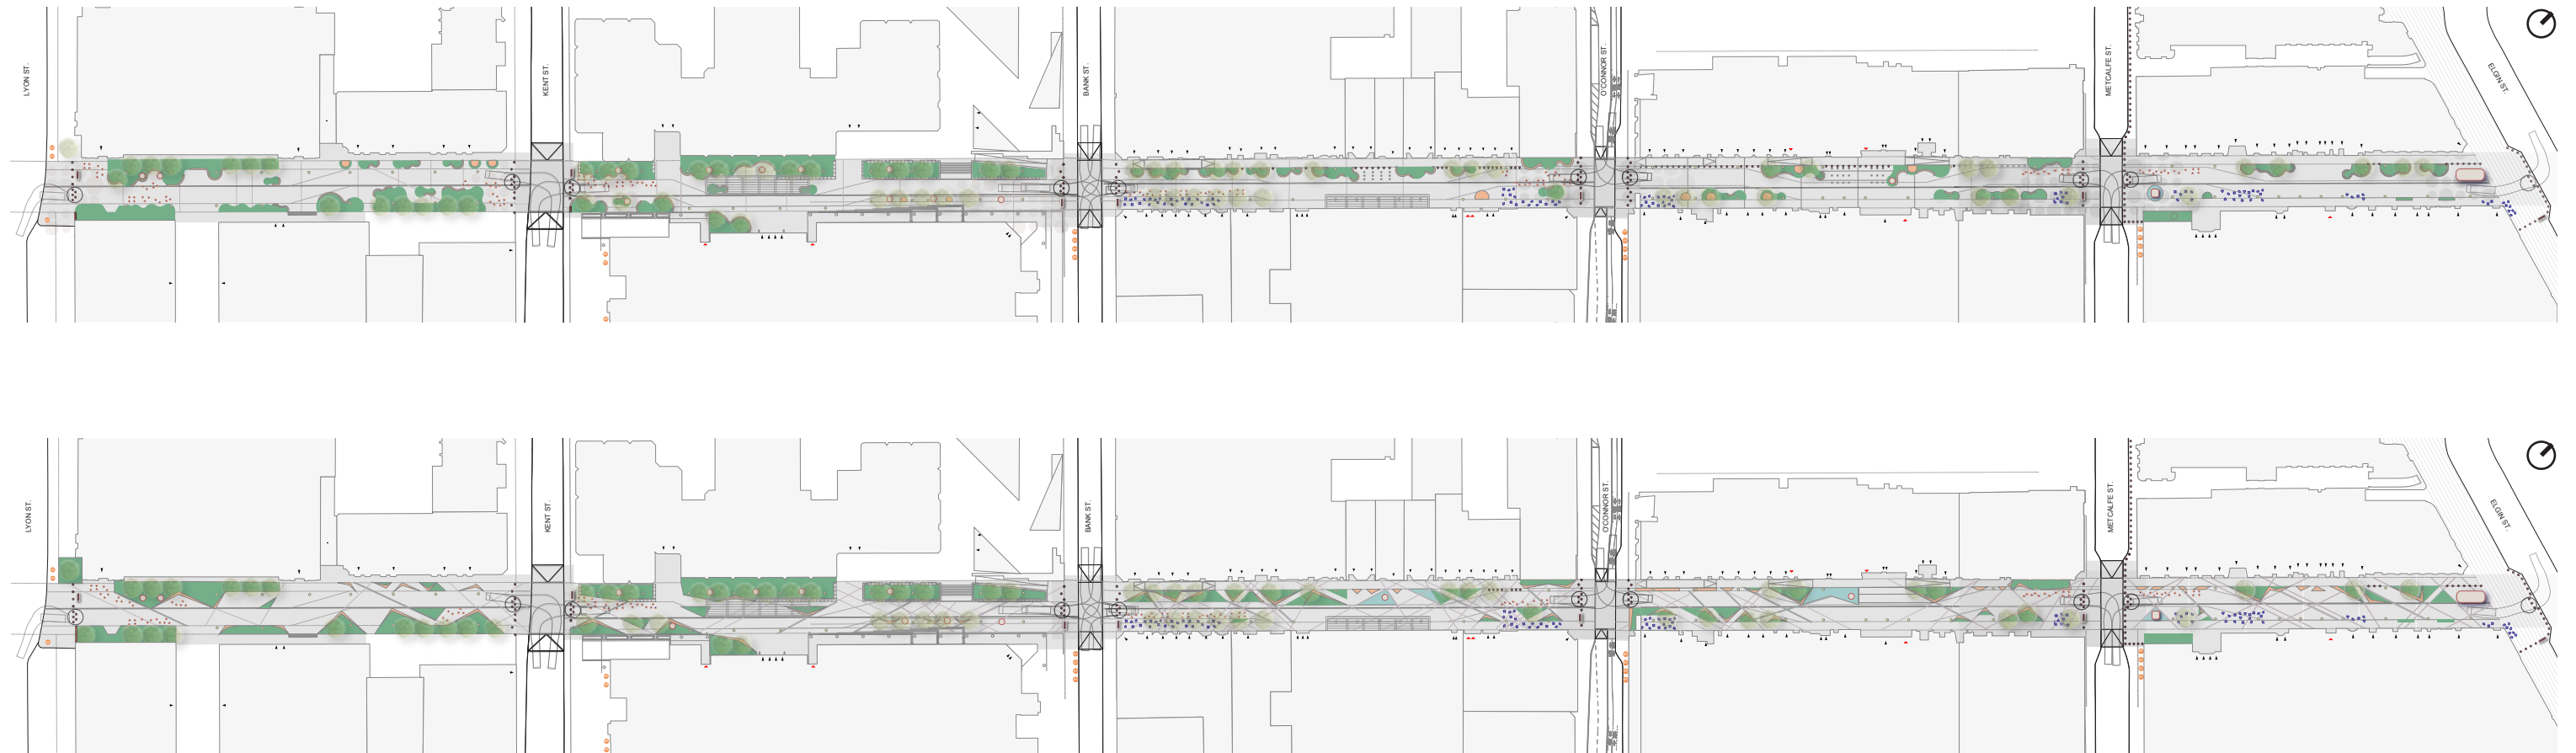 LYON ST.
KENT ST.
BANK ST.
O'CONNOR ST.
METCALFE ST.
ELGIN ST.
LYON ST.
KENT ST.
BANK ST.
O'CONNOR ST.
METCALFE ST.
ELGIN ST.